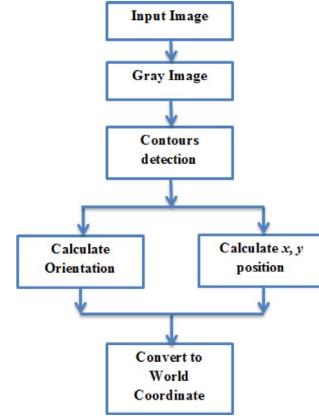 Input Image
Gray Image
Contours
detection
Calculate
Orientation
Calculate x, y
position
Convert to
World
Coordinate